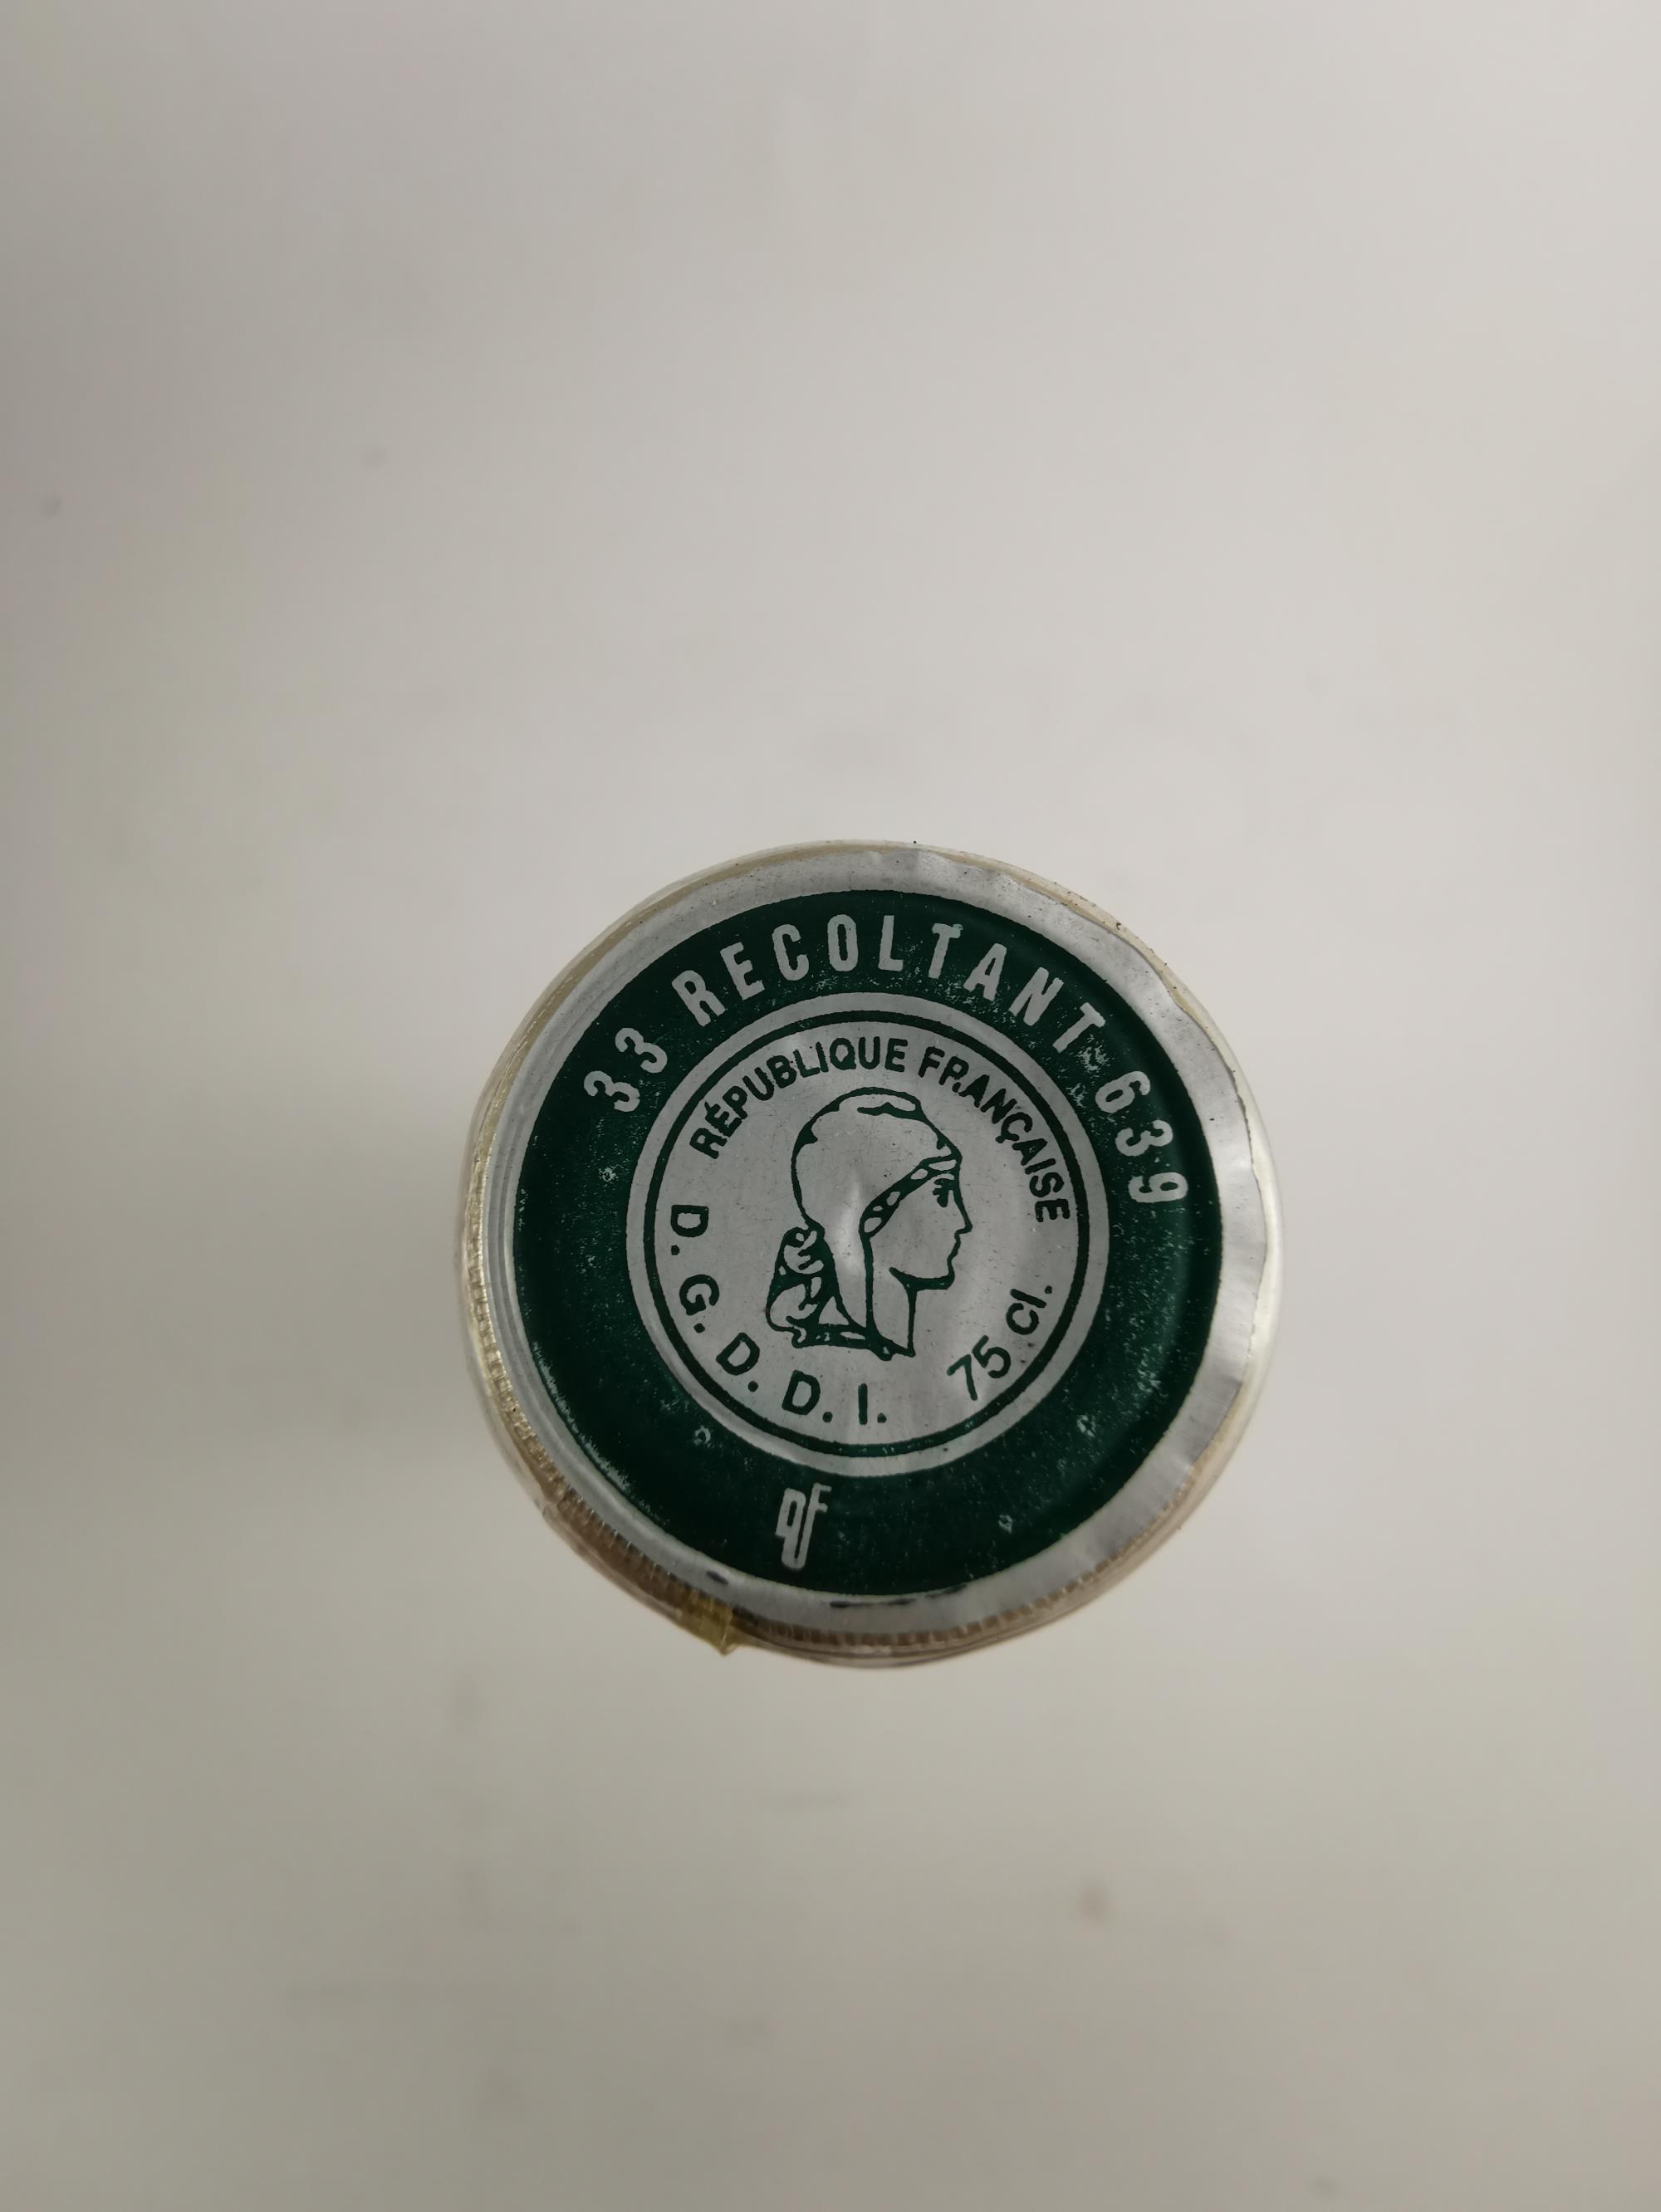 33 RECOLTANT 639
RÉPUBLIQUE FRANÇAISE
D. G. D. D. I.
75 Cl.